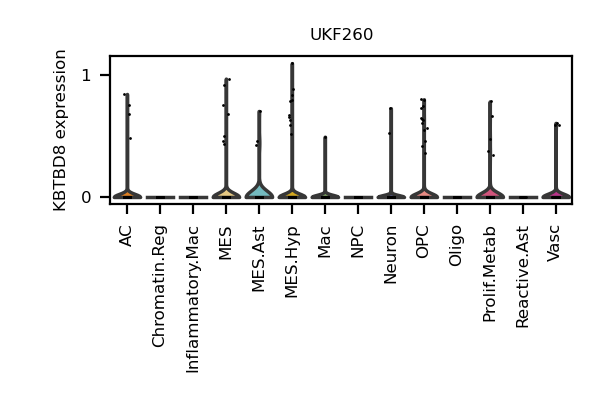 UKF260
KBTBD8 expression
1
0
AC
Chromatin.Reg
Inflammatory.Mac
MES
MES.Ast
MES.Hyp
Mac
NPC
Neuron
OPC
Oligo
Prolif.Metab
Reactive.Ast
Vasc